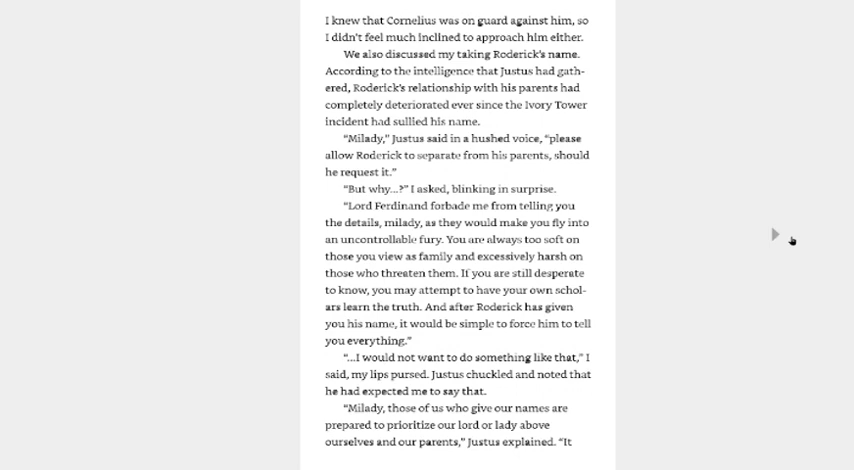 I knew that Cornelius was on guard against him, so
I didn't feel much inclined to approach him either.
We also discussed my taking Roderick's name.
According to the intelligence that Justus had gath-
ered, Roderick's relationship with his parents had
completely deteriorated ever since the Ivory Tower
incident had sullied his name.
“Milady,” Justus said in a hushed voice, “please
allow Roderick to separate from his parents, should
he request it.”
“But why...?” I asked, blinking in surprise.
“Lord Ferdinand forbade me from telling you
the details, milady, as they would make you fly into
an uncontrollable fury. You are always too soft on
those you view as family and excessively harsh on
those who threaten them. If you are still desperate
to know, you may attempt to have your own schol-
ars learn the truth. And after Roderick has given
you his name, it would be simple to force him to tell
you everything.”
“...I would not want to do something like that,” I
said, my lips pursed. Justus chuckled and noted that
he had expected me to say that.
“Milady, those of us who give our names are
prepared to prioritize our lord or lady above
ourselves and our parents,” Justus explained. “It